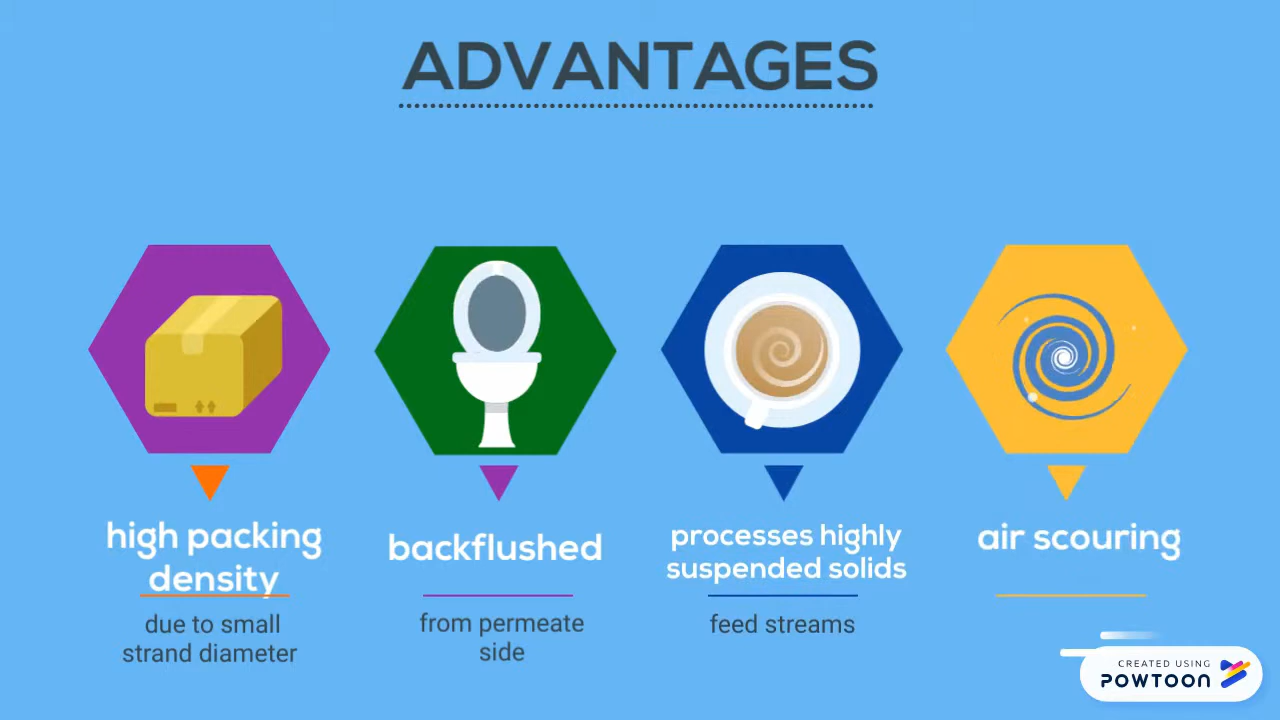 ADVANTAGES
high packing
density
due to small
strand diameter
backflushed
from permeate
side
processes highly
suspended solids
feed streams
air scouring
CREATED USING
POWTOON